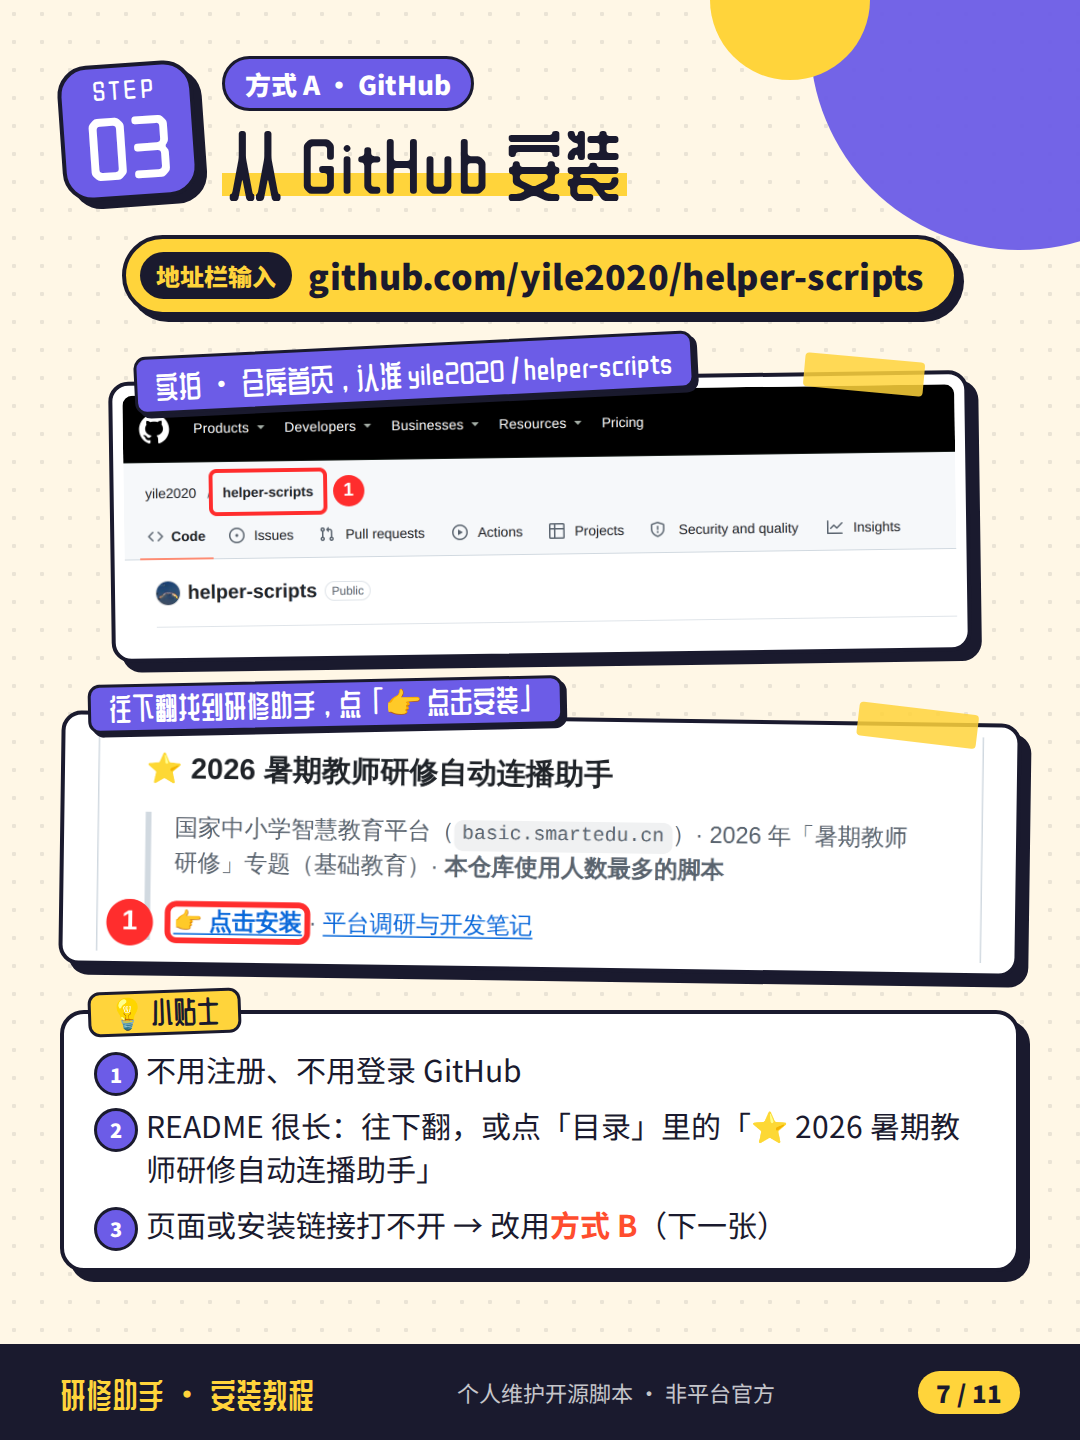 STEP
03
方式 A · GitHub
从 GitHub 安装
地址栏输入 github.com/yile2020/helper-scripts
实拍 · 仓库首页，认准 yile2020 / helper-scripts
Products Developers Businesses Resources Pricing
yile2020 / helper-scripts 1
Code Issues Pull requests Actions Projects Security and quality Insights
helper-scripts Public
往下翻找到研修助手，点「👉 点击安装」
⭐ 2026 暑期教师研修自动连播助手
国家中小学智慧教育平台（basic.smartedu.cn）· 2026 年「暑期教师
研修」专题（基础教育）· 本仓库使用人数最多的脚本
1 👉 点击安装 · 平台调研与开发笔记
💡 小贴士
1 不用注册、不用登录 GitHub
2 README 很长：往下翻，或点「目录」里的「⭐ 2026 暑期教
师研修自动连播助手」
3 页面或安装链接打不开 → 改用方式 B（下一张）
研修助手 · 安装教程
个人维护开源脚本 · 非平台官方
7 / 11